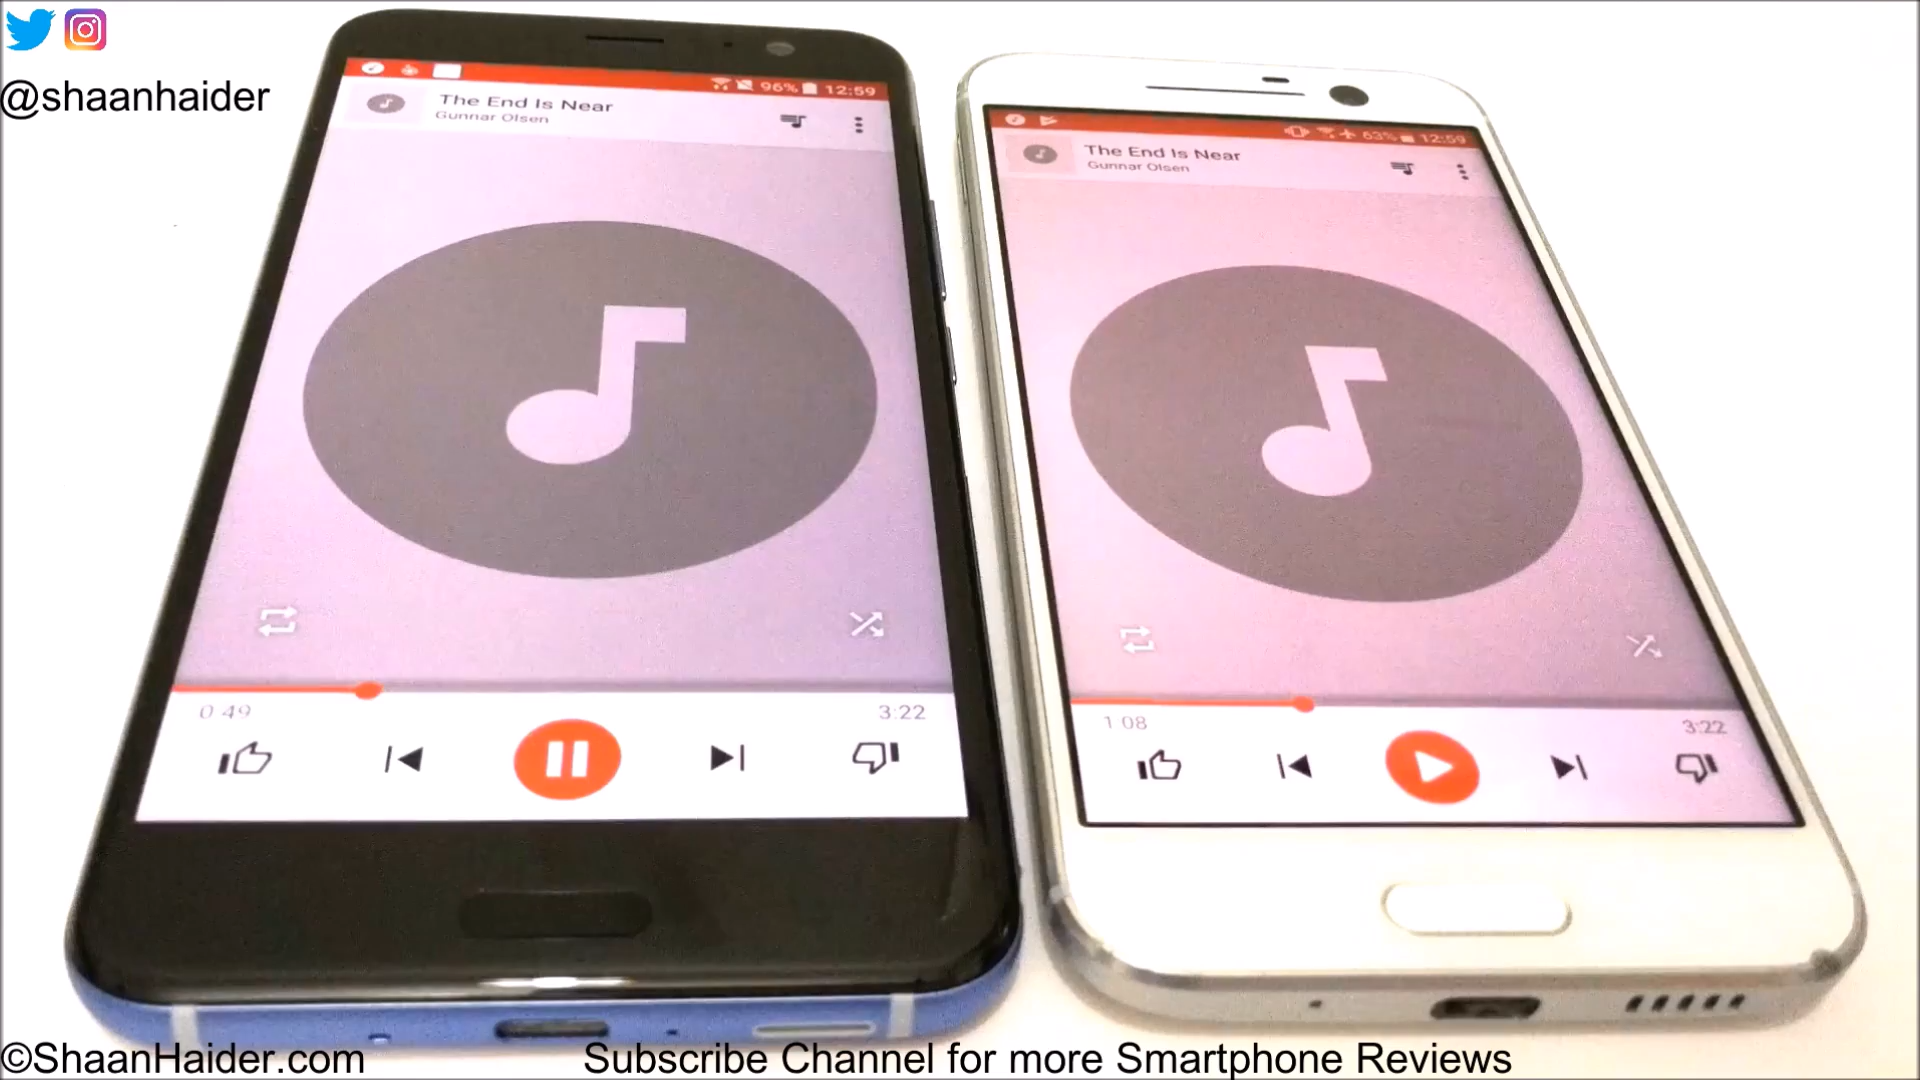 @shaanhaider
96% 12:59
The End Is Near
Gunnar Olsen
0:49
3:22
63% 12:59
The End Is Near
Gunnar Olsen
1:08
3:22
©ShaanHaider.com
Subscribe Channel for more Smartphone Reviews